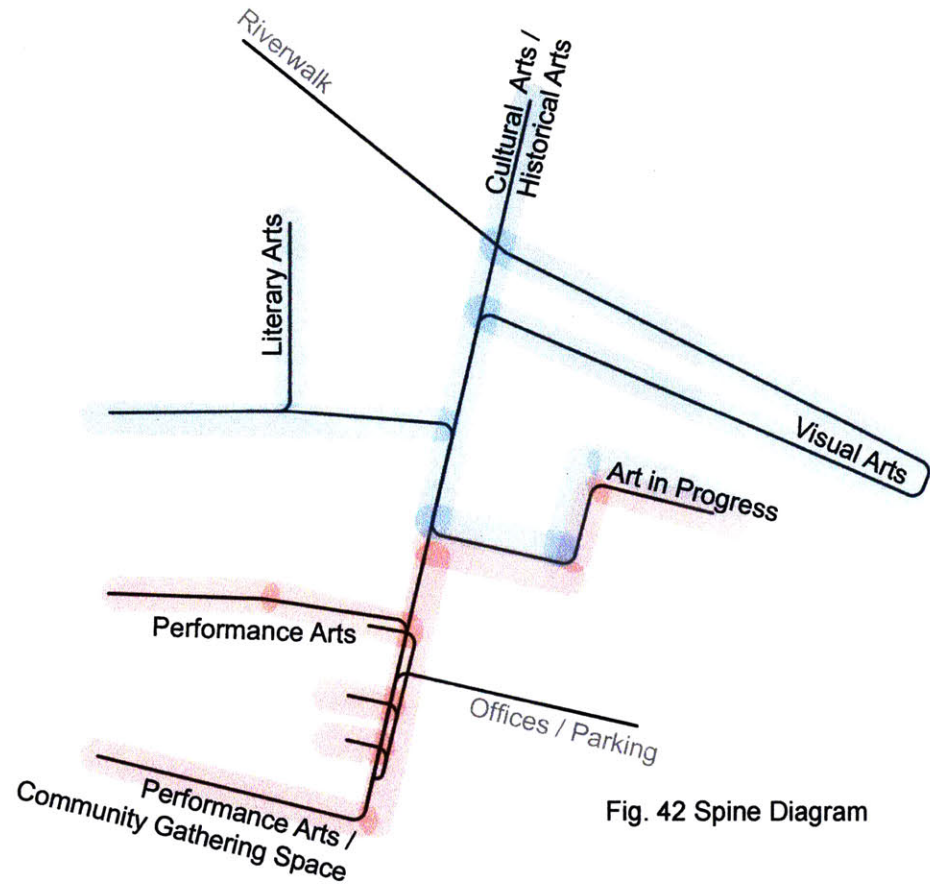 Riverwalk
Cultural Arts /
Historical Arts
Literary Arts
Visual Arts
Art in Progress
Performance Arts
Offices / Parking
Performance Arts /
Community Gathering Space
Fig. 42 Spine Diagram